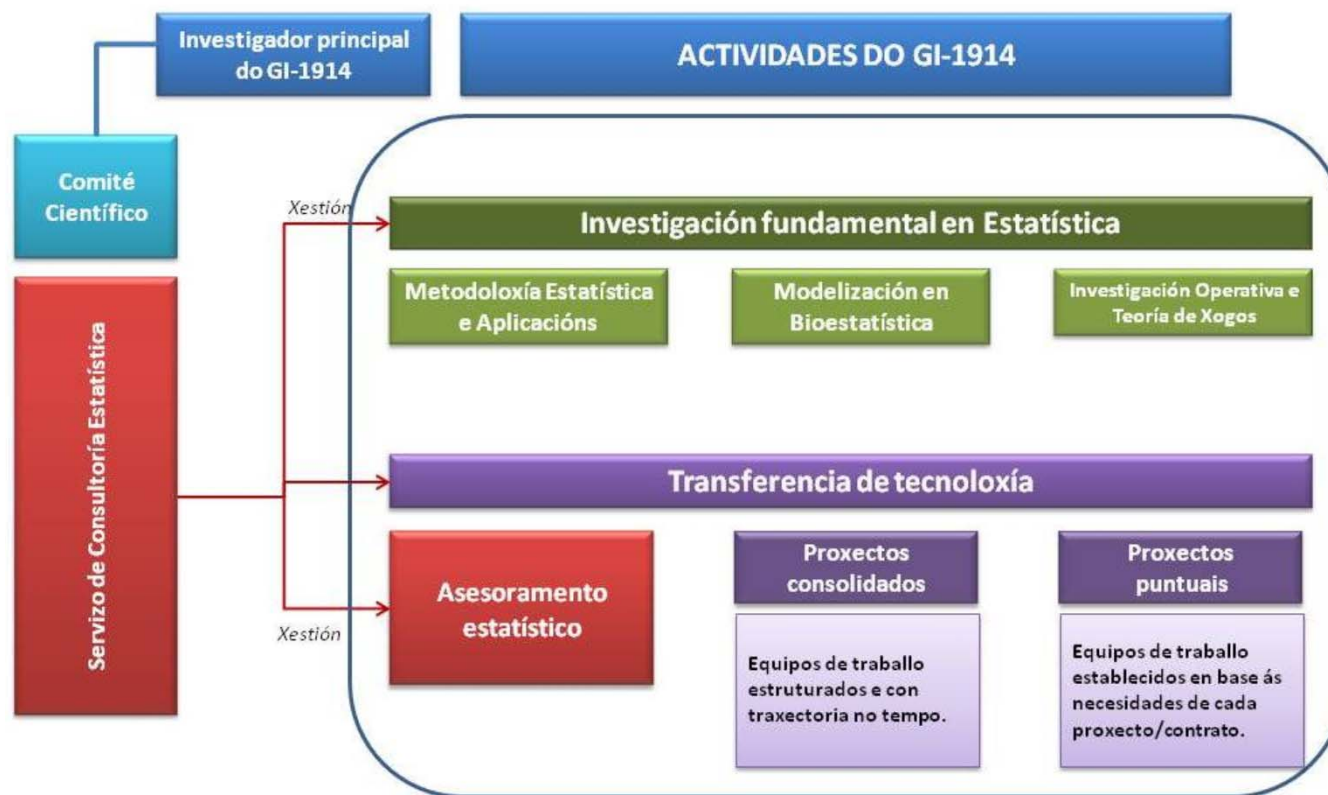 Investigador principal
do GI-1914
ACTIVIDADES DO GI-1914
Comité
Científico
Servizo de Consultoría Estatística
Xestión
Investigación fundamental en Estatística
Metodoloxía Estatística
e Aplicacións
Modelización en
Bioestatística
Investigación Operativa e
Teoría de Xogos
Transferencia de tecnoloxía
Xestión
Asesoramento
estatístico
Proxectos
consolidados
Equipos de traballo
estruturados e con
traxectoria no tempo.
Proxectos
puntuais
Equipos de traballo
establecidos en base ás
necesidades de cada
proxecto/contrato.